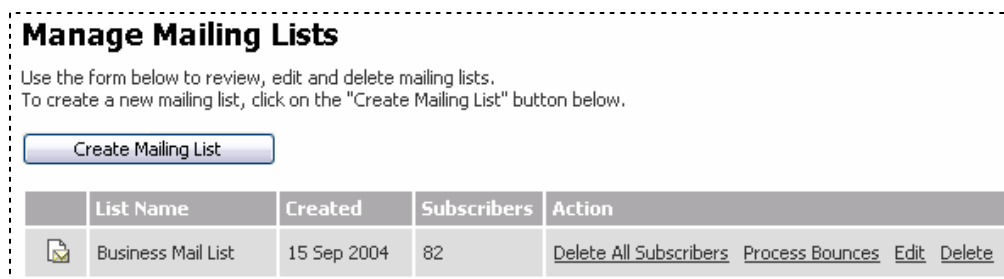 Manage Mailing Lists
Use the form below to review, edit and delete mailing lists.
To create a new mailing list, click on the "Create Mailing List" button below.
Create Mailing List
List Name Created Subscribers Action
Business Mail List 15 Sep 2004 82 Delete All Subscribers Process Bounces Edit Delete